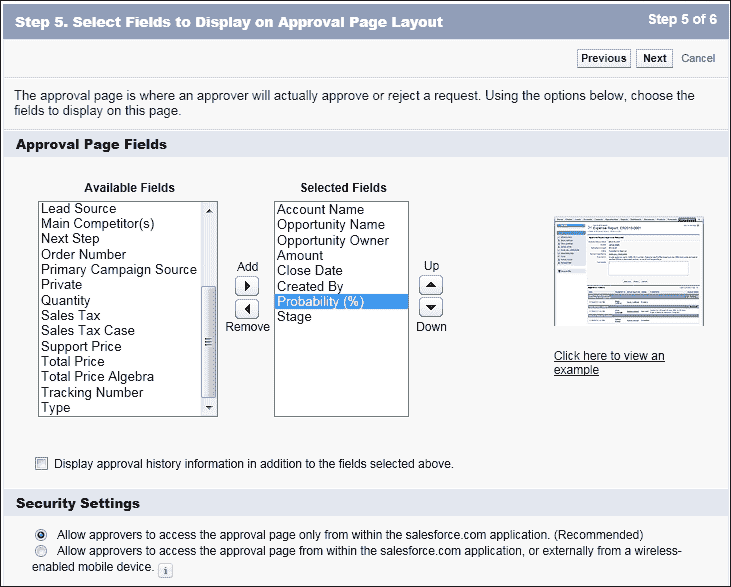 Step 5. Select Fields to Display on Approval Page Layout
Step 5 of 6
Previous Next Cancel
The approval page is where an approver will actually approve or reject a request. Using the options below, choose the
fields to display on this page.
Approval Page Fields
Available Fields
Lead Source
Main Competitor(s)
Next Step
Order Number
Primary Campaign Source
Private
Quantity
Sales Tax
Sales Tax Case
Support Price
Total Price
Total Price Algebra
Tracking Number
Type
Add
Remove
Selected Fields
Account Name
Opportunity Name
Opportunity Owner
Amount
Close Date
Created By
Probability (%)
Stage
Up
Down
Click here to view an
example
Display approval history information in addition to the fields selected above.
Security Settings
Allow approvers to access the approval page only from within the salesforce.com application. (Recommended)
Allow approvers to access the approval page from within the salesforce.com application, or externally from a wireless-
enabled mobile device. i